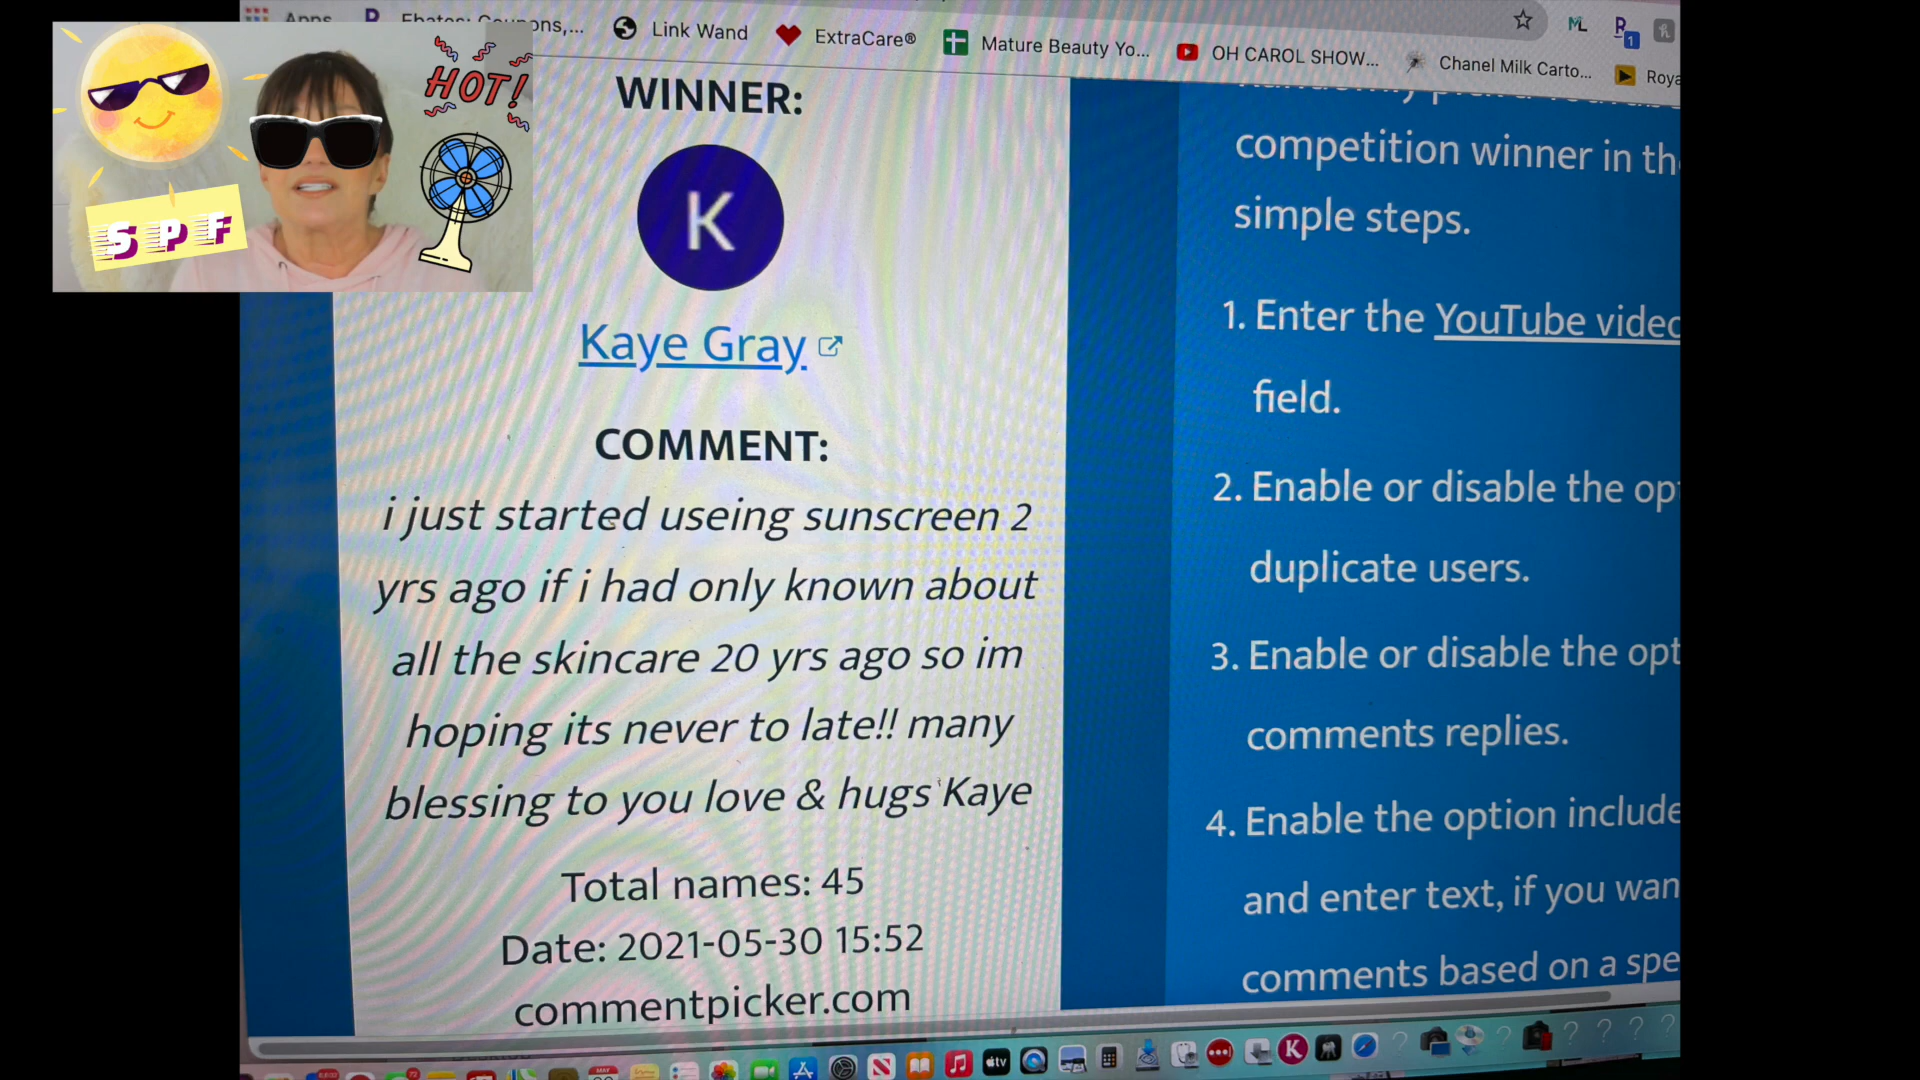 Apps
Link Wand
ExtraCare®
Mature Beauty Yo...
OH CAROL SHOW...
Chanel Milk Carto...
ML
R
1
HOT!
SPF
WINNER:
K
Kaye Gray
COMMENT:
i just started useing sunscreen 2
yrs ago if i had only known about
all the skincare 20 yrs ago so im
hoping its never to late!! many
blessing to you love & hugs Kaye
Total names: 45
Date: 2021-05-30 15:52
commentpicker.com
competition winner in
simple steps.
1. Enter the YouTube video
field.
2. Enable or disable the
duplicate users.
3. Enable or disable the
comments replies.
4. Enable the option include
and enter text, if you
comments based on a
tv
K